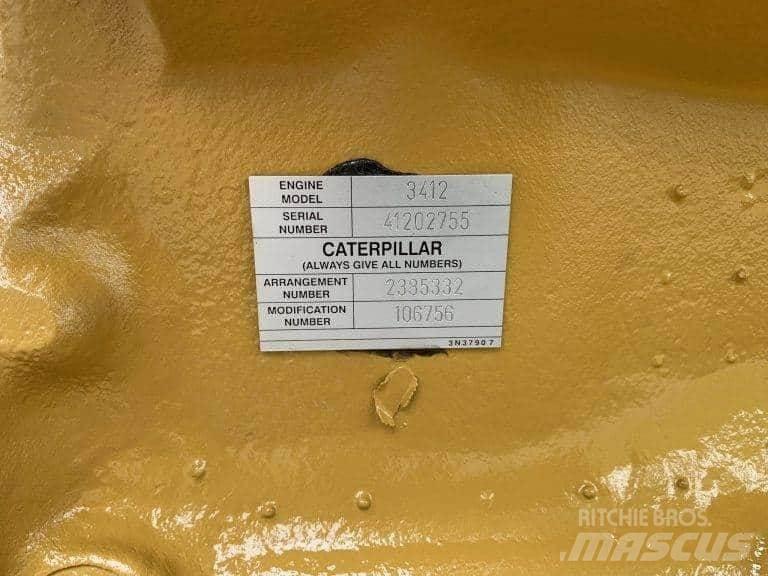 ENGINE MODEL 3412
SERIAL NUMBER 41202755
CATERPILLAR
(ALWAYS GIVE ALL NUMBERS)
ARRANGEMENT NUMBER 2385332
MODIFICATION NUMBER 106756
3N3790 7
RITCHIE BROS.
MASCUS